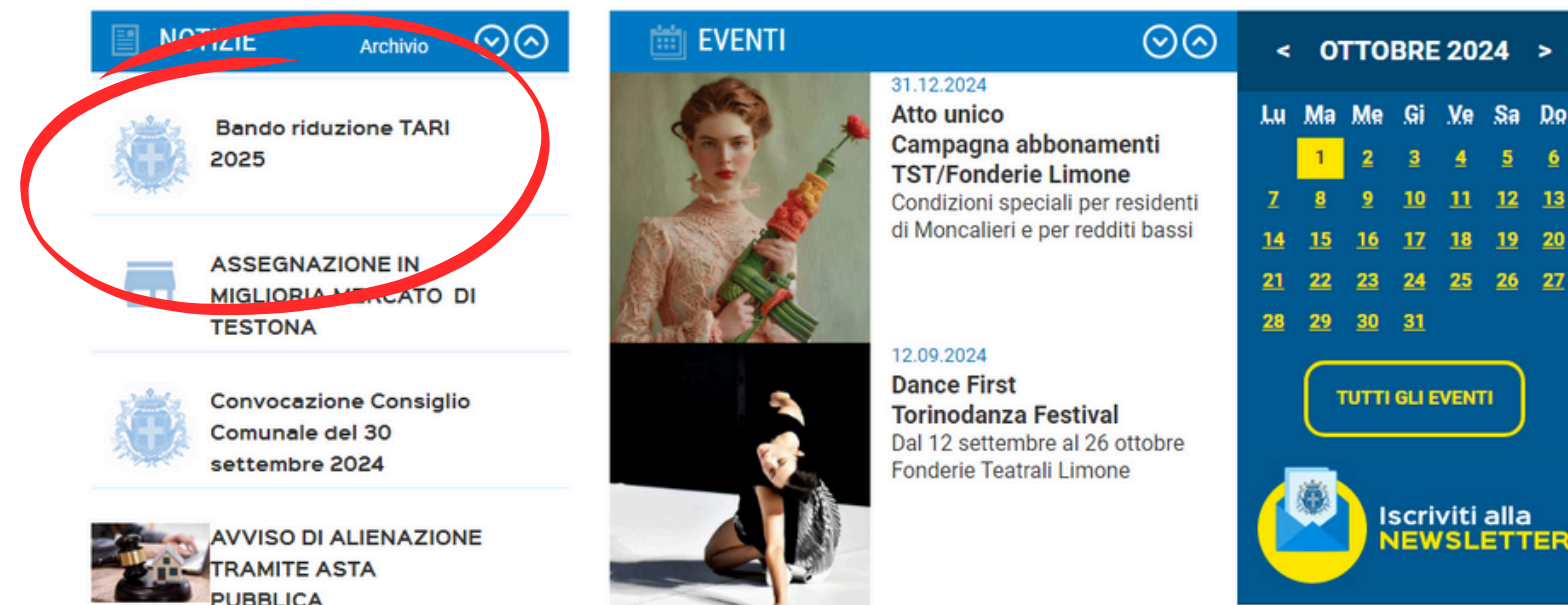 NOTIZIE
Archivio
Bando riduzione TARI
2025
ASSEGNAZIONE IN
MIGLIORIA MERCATO DI
TESTONA
Convocazione Consiglio
Comunale del 30
settembre 2024
AVVISO DI ALIENAZIONE
TRAMITE ASTA
PUBBLICA
EVENTI
31.12.2024
Atto unico
Campagna abbonamenti
TST/Fonderie Limone
Condizioni speciali per residenti
di Moncalieri e per redditi bassi
12.09.2024
Dance First
Torinodanza Festival
Dal 12 settembre al 26 ottobre
Fonderie Teatrali Limone
< OTTOBRE 2024 >
Lu Ma Me Gi Ve Sa Do
1 2 3 4 5 6
7 8 9 10 11 12 13
14 15 16 17 18 19 20
21 22 23 24 25 26 27
28 29 30 31
TUTTI GLI EVENTI
Iscriviti alla
NEWSLETTER